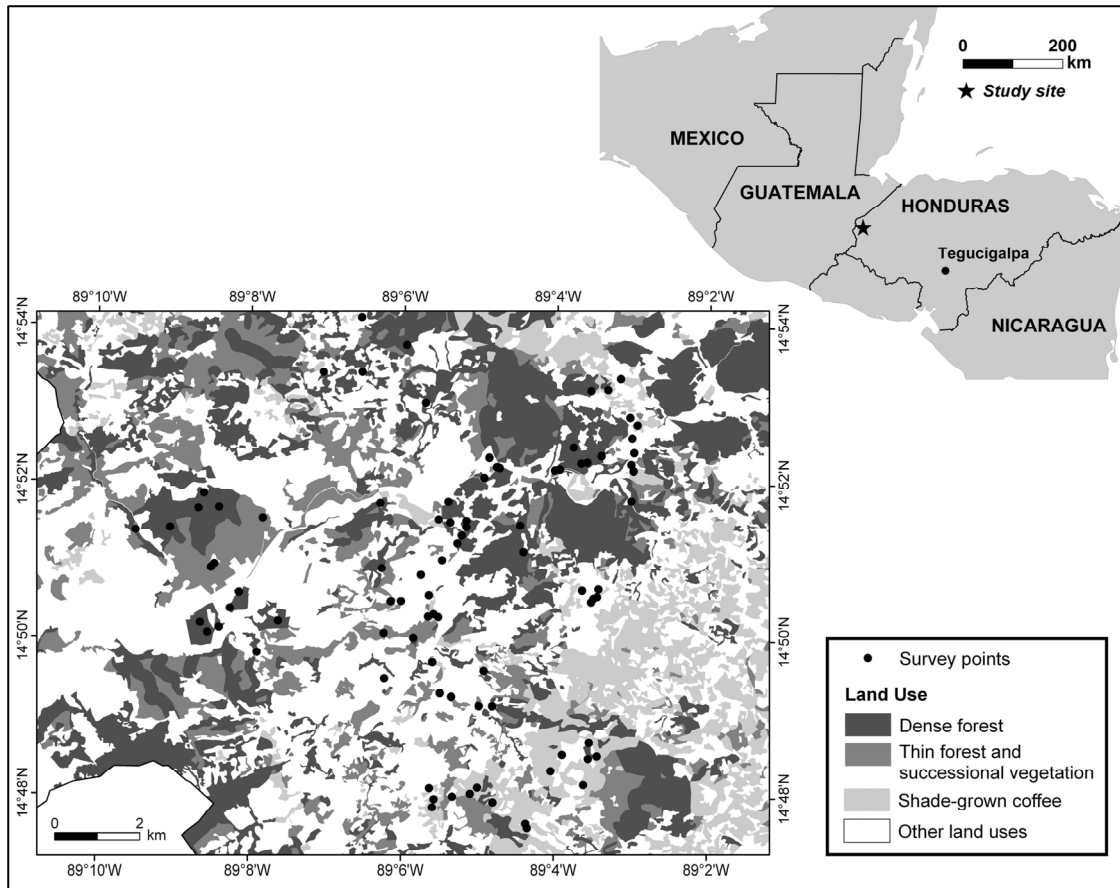 0 200
km
Study site
MEXICO
GUATEMALA
HONDURAS
Tegucigalpa
NICARAGUA
89°10'W 89°8'W 89°6'W 89°4'W 89°2'W
14°54'N 14°54'N
14°52'N 14°52'N
14°50'N 14°50'N
14°48'N 14°48'N
0 2
km
89°10'W 89°8'W 89°6'W 89°4'W 89°2'W
Survey points
Land Use
Dense forest
Thin forest and
successional vegetation
Shade-grown coffee
Other land uses